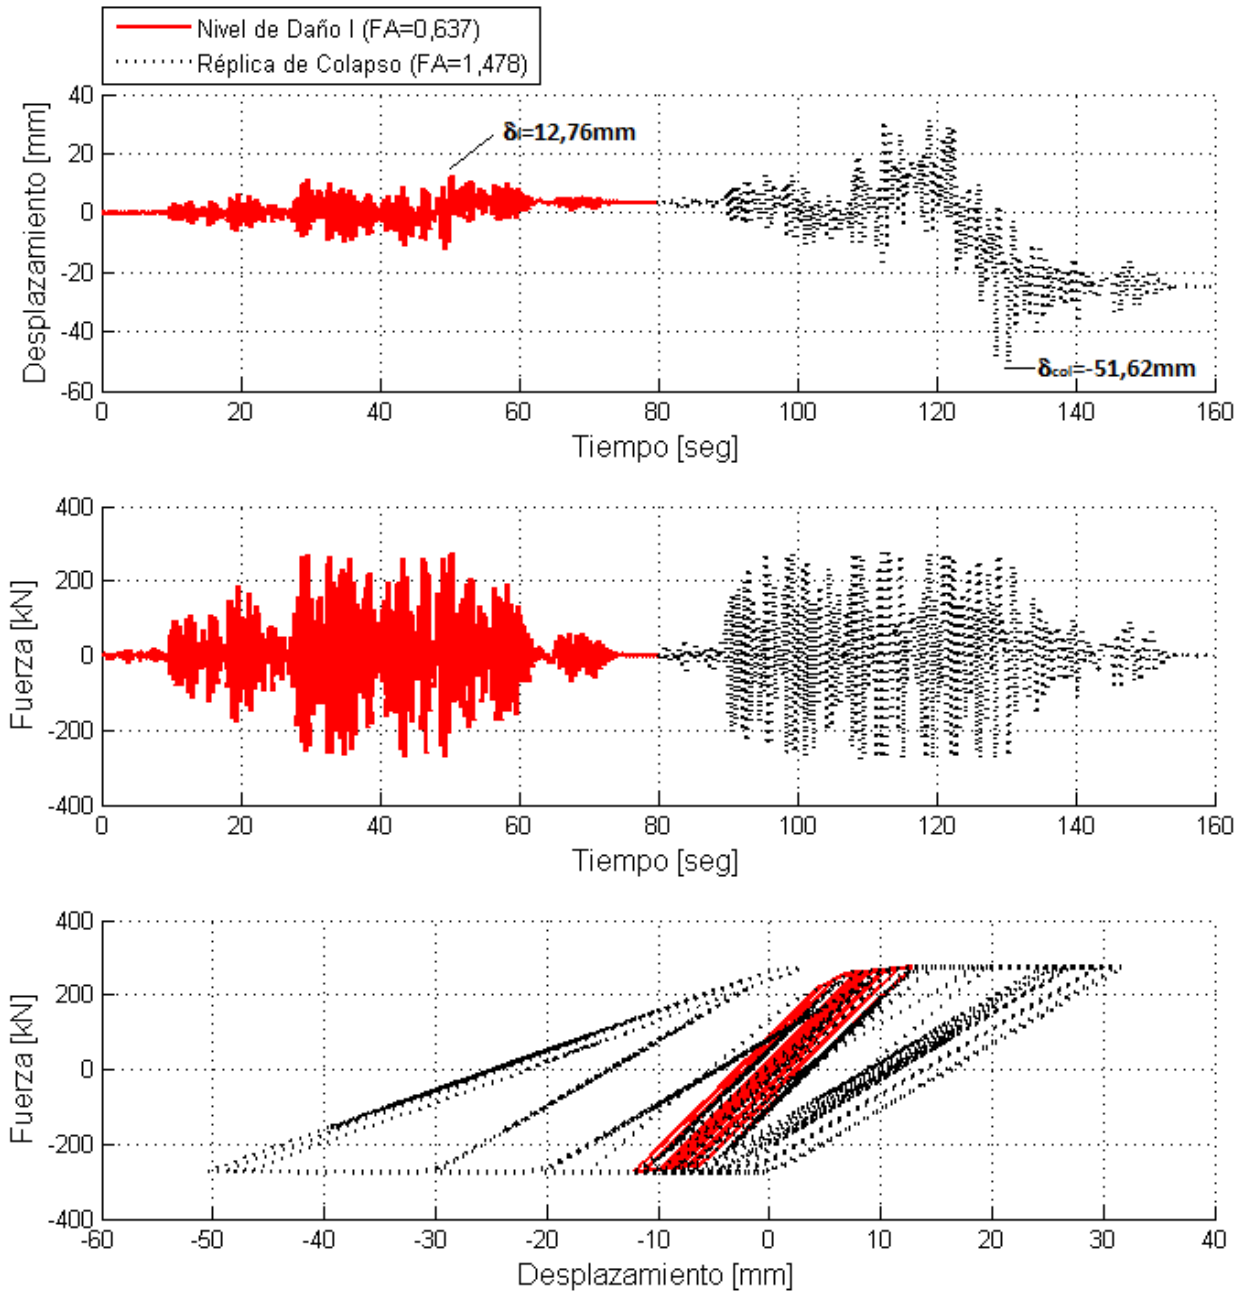 Nivel de Daño I (FA=0,637)
Réplica de Colapso (FA=1,478)
40
20
0
-20
-40
-60
Desplazamiento [mm]
δI=12,76mm
δcol=-51,62mm
0 20 40 60 80 100 120 140 160
Tiempo [seg]
400
200
0
-200
-400
Fuerza [kN]
0 20 40 60 80 100 120 140 160
Tiempo [seg]
400
200
0
-200
-400
Fuerza [kN]
-60 -50 -40 -30 -20 -10 0 10 20 30 40
Desplazamiento [mm]